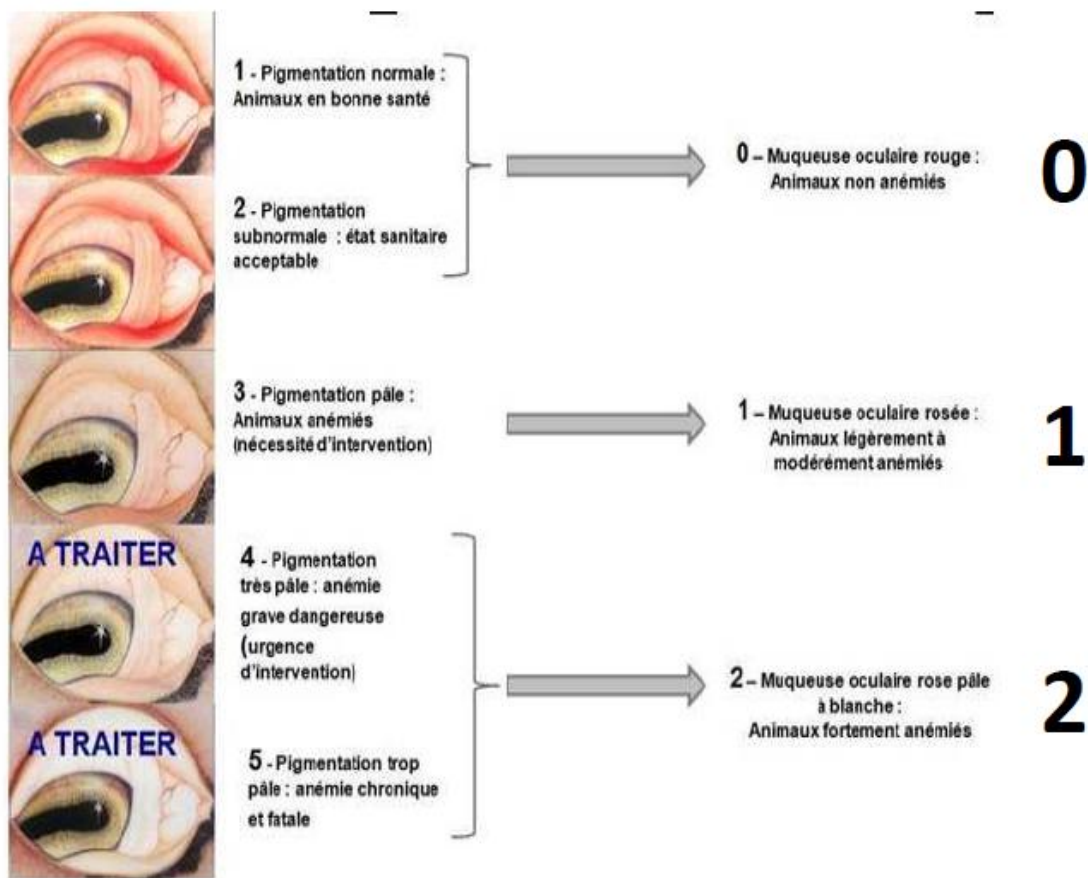 1 - Pigmentation normale :
Animaux en bonne santé
2 - Pigmentation
subnormale : état sanitaire
acceptable
0 – Muqueuse oculaire rouge :
Animaux non anémiés
0
3 - Pigmentation pâle :
Animaux anémiés
(nécessité d'intervention)
1 – Muqueuse oculaire rosée :
Animaux légèrement à
modérément anémiés
1
A TRAITER
4 - Pigmentation
très pâle : anémie
grave dangereuse
(urgence
d'intervention)
A TRAITER
5 - Pigmentation trop
pâle : anémie chronique
et fatale
2 – Muqueuse oculaire rose pâle
à blanche :
Animaux fortement anémiés
2